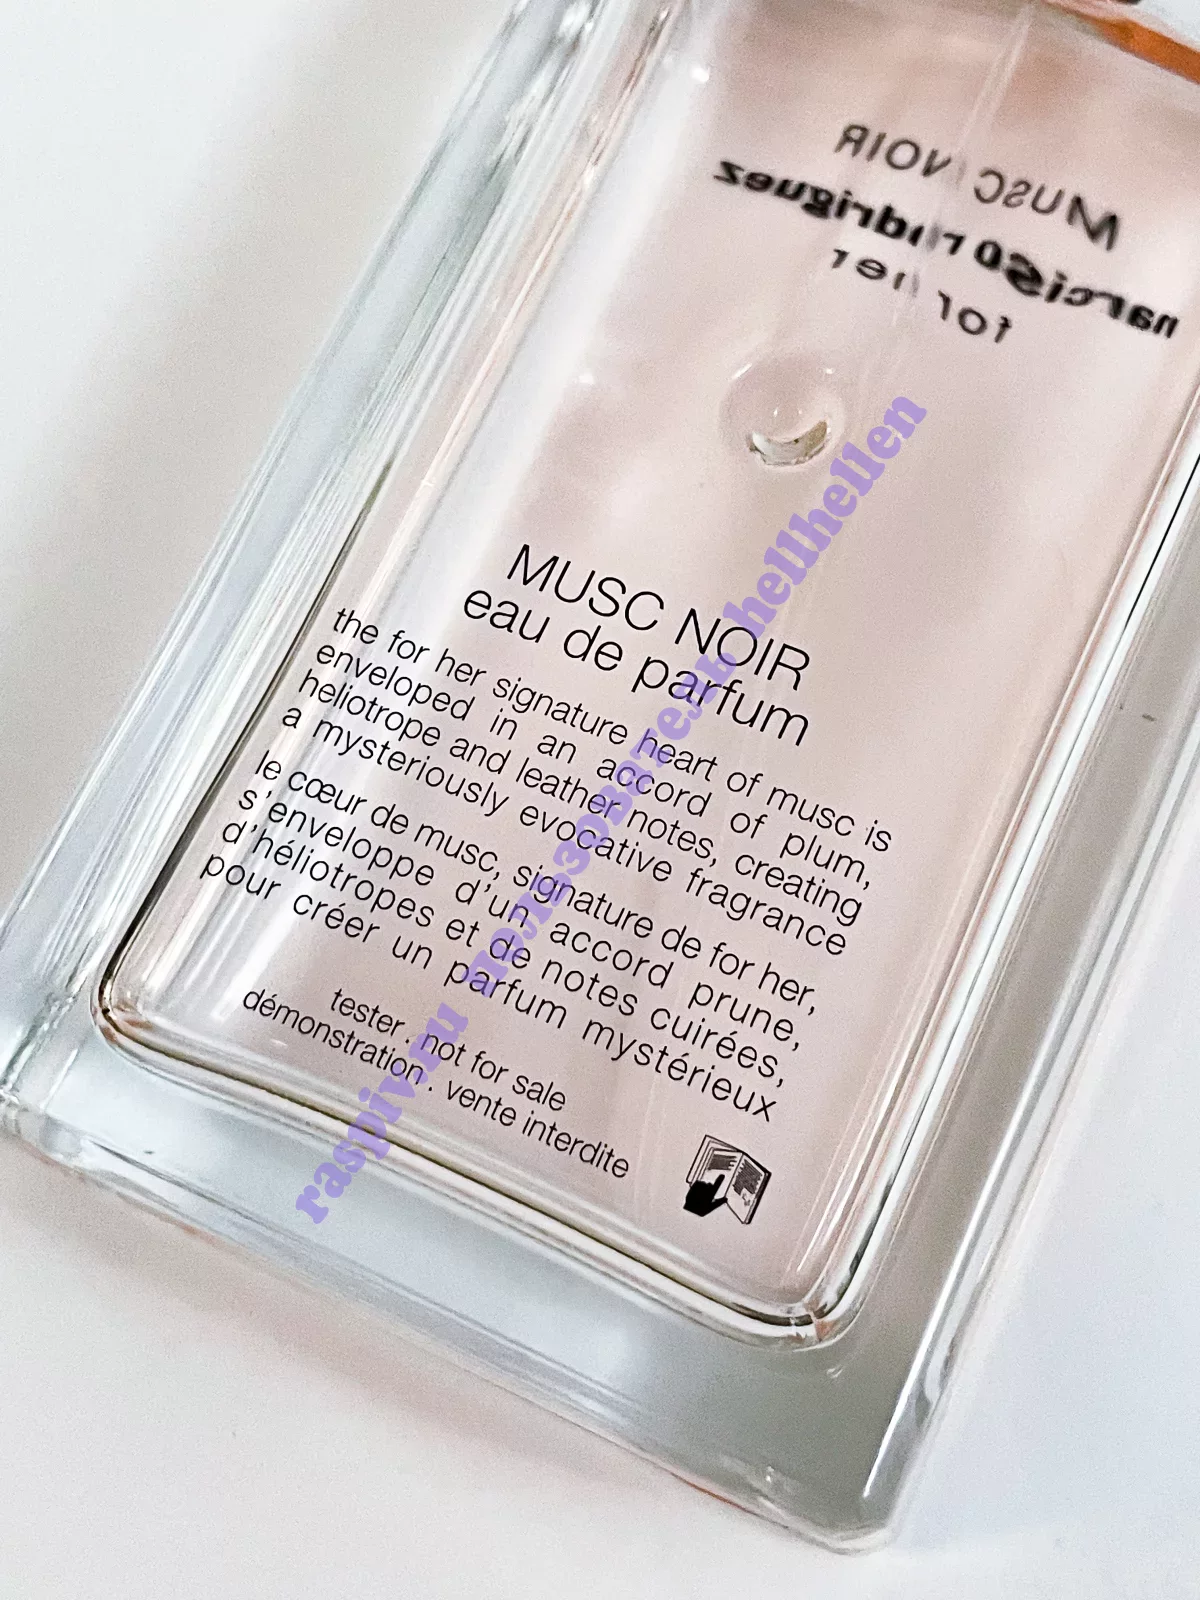 MUSC NOIR
narciso rodriguez
for her
MUSC NOIR
eau de parfum
the for her signature heart of musc is
enveloped in an accord of plum,
heliotrope and leather notes, creating
a mysteriously evocative fragrance
le cœur de musc, signature de for her,
s'enveloppe d'un accord prune,
d'héliotropes et de notes cuirées,
pour créer un parfum mystérieux
tester. not for sale
démonstration. vente interdite
raspiv.ru пользователь hellhellen